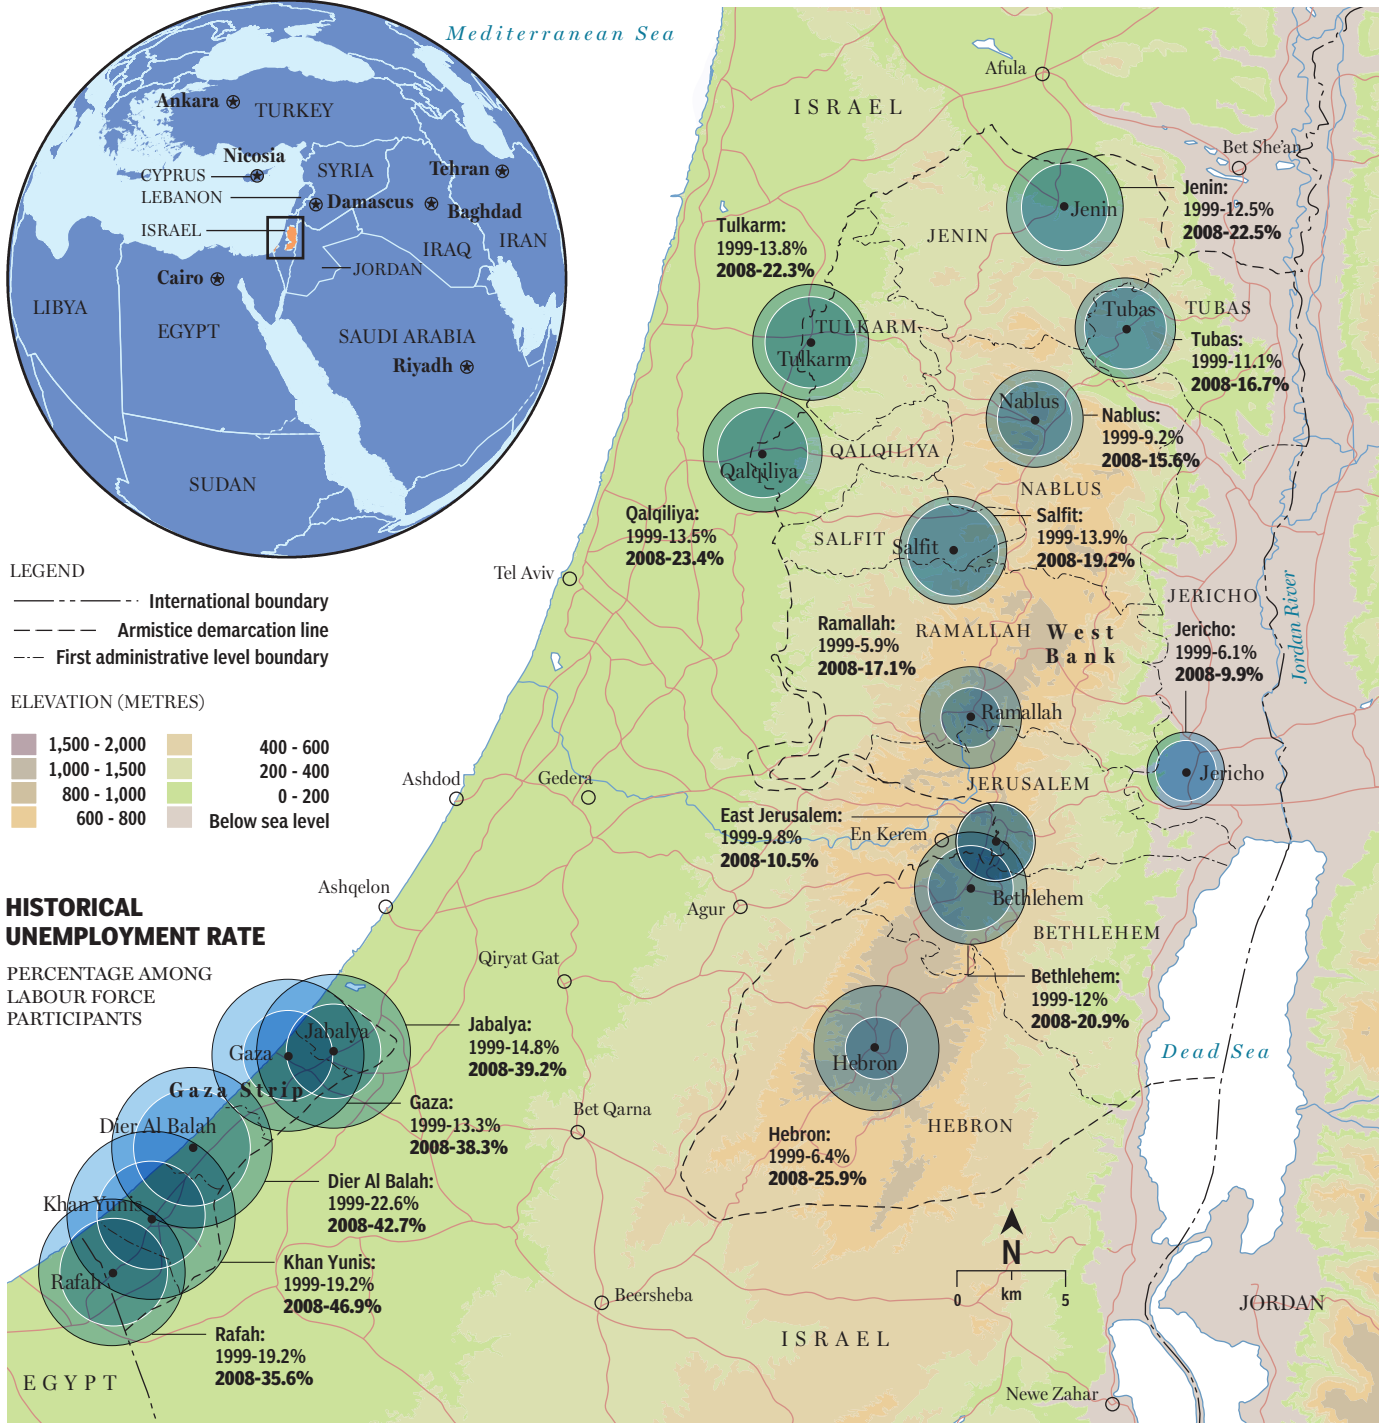 Mediterranean Sea
Ankara
TURKEY
Nicosia
CYPRUS
SYRIA
Tehran
LEBANON
Damascus
Baghdad
ISRAEL
IRAQ
IRAN
Cairo
JORDAN
LIBYA
EGYPT
SAUDI ARABIA
Riyadh
SUDAN
LEGEND
International boundary
Armistice demarcation line
First administrative level boundary
ELEVATION (METRES)
1,500 - 2,000
400 - 600
1,000 - 1,500
200 - 400
800 - 1,000
0 - 200
600 - 800
Below sea level
HISTORICAL
UNEMPLOYMENT RATE
PERCENTAGE AMONG
LABOUR FORCE
PARTICIPANTS
Afula
ISRAEL
Bet She'an
Jenin:
1999-12.5%
2008-22.5%
Jenin
JENIN
Tulkarm:
1999-13.8%
2008-22.3%
TULKARM
Tulkarm
Tubas
TUBAS
Tubas:
1999-11.1%
2008-16.7%
Nablus
Nablus:
1999-9.2%
2008-15.6%
NABLUS
QALQILIYA
Qalqiliya
Qalqiliya:
1999-13.5%
2008-23.4%
Salfit:
1999-13.9%
2008-19.2%
SALFIT
Salfit
Tel Aviv
JERICHO
Jordan River
Ramallah:
1999-5.9%
2008-17.1%
RAMALLAH
West
Bank
Jericho:
1999-6.1%
2008-9.9%
Ramallah
Jericho
JERUSALEM
Ashdod
Gedera
East Jerusalem:
1999-9.8%
2008-10.5%
En Kerem
Ashqelon
Agur
Bethlehem
BETHLEHEM
Bethlehem:
1999-12%
2008-20.9%
Qiryat Gat
Jabalya
Gaza
Jabalya:
1999-14.8%
2008-39.2%
Gaza Strip
Gaza:
1999-13.3%
2008-38.3%
Dier Al Balah
Dier Al Balah:
1999-22.6%
2008-42.7%
Bet Qarna
Hebron
HEBRON
Hebron:
1999-6.4%
2008-25.9%
Dead Sea
Khan Yunis
Khan Yunis:
1999-19.2%
2008-46.9%
Rafah
Rafah:
1999-19.2%
2008-35.6%
Beersheba
N
0
km
5
JORDAN
ISRAEL
EGYPT
Newe Zahar